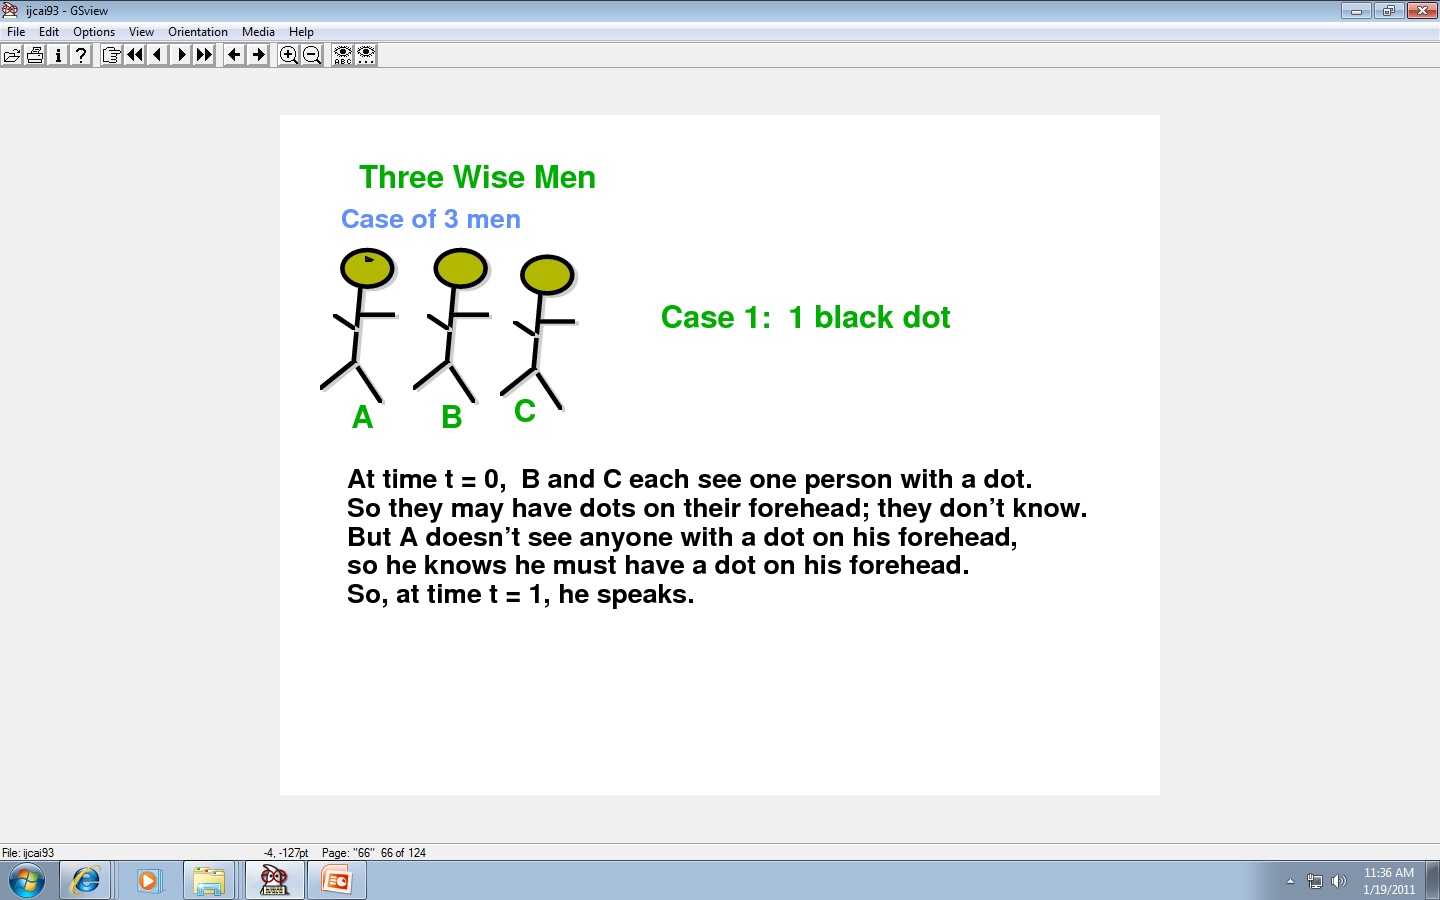 ijcai93 - GSview
File Edit Options View Orientation Media Help
ABC
Three Wise Men
Case of 3 men
Case 1: 1 black dot
A B C
At time t = 0, B and C each see one person with a dot.
So they may have dots on their forehead; they don’t know.
But A doesn’t see anyone with a dot on his forehead,
so he knows he must have a dot on his forehead.
So, at time t = 1, he speaks.
File: ijcai93 -4, -127pt Page: "66" 66 of 124
11:36 AM
1/19/2011